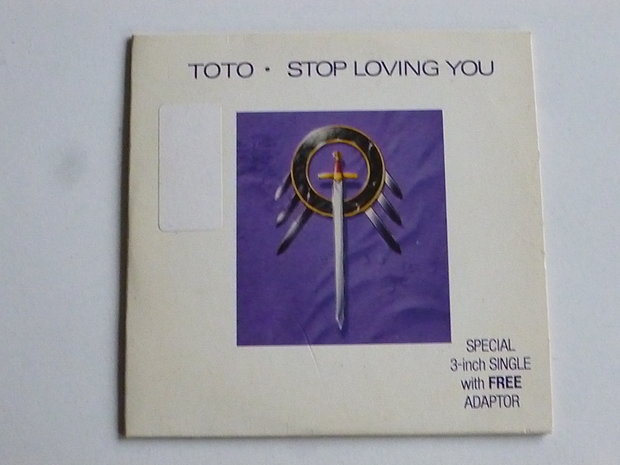 TOTO • STOP LOVING YOU
SPECIAL
3-inch SINGLE
with FREE
ADAPTOR